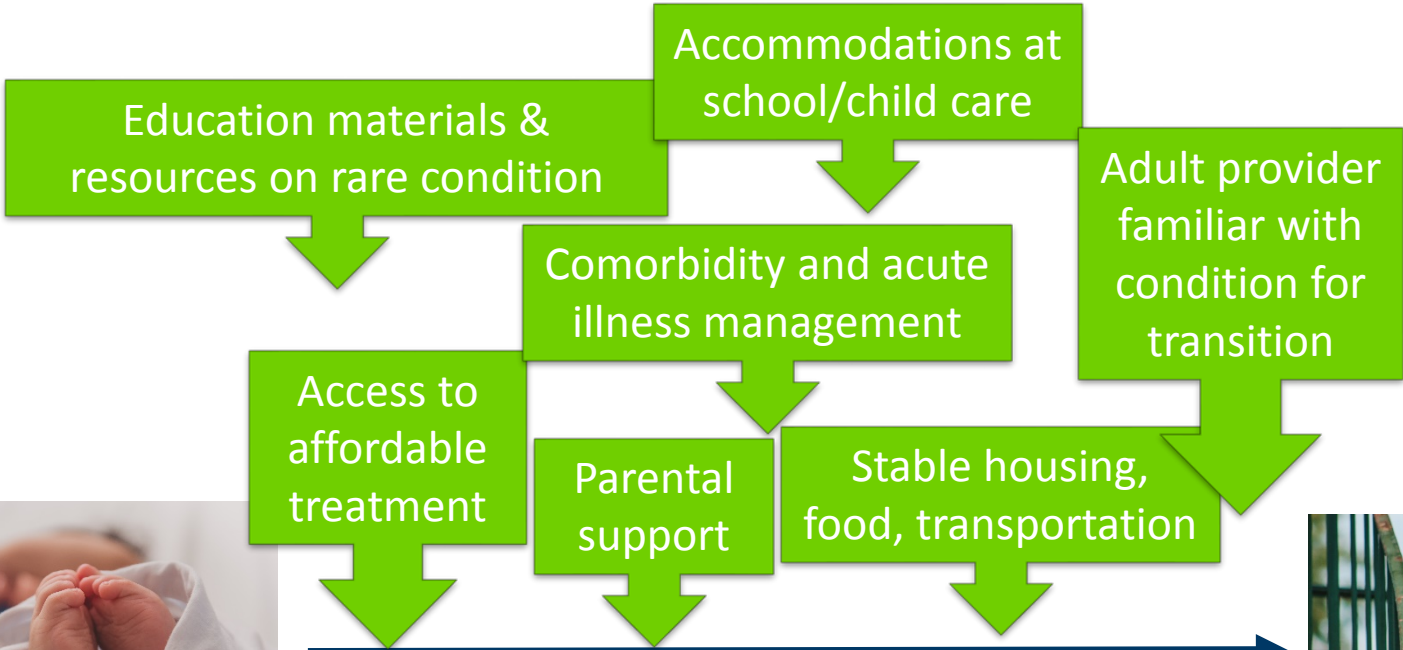 Accommodations at
school/child care
Education materials &
resources on rare condition
Adult provider
familiar with
condition for
transition
Comorbidity and acute
illness management
Access to
affordable
treatment
Parental
support
Stable housing,
food, transportation